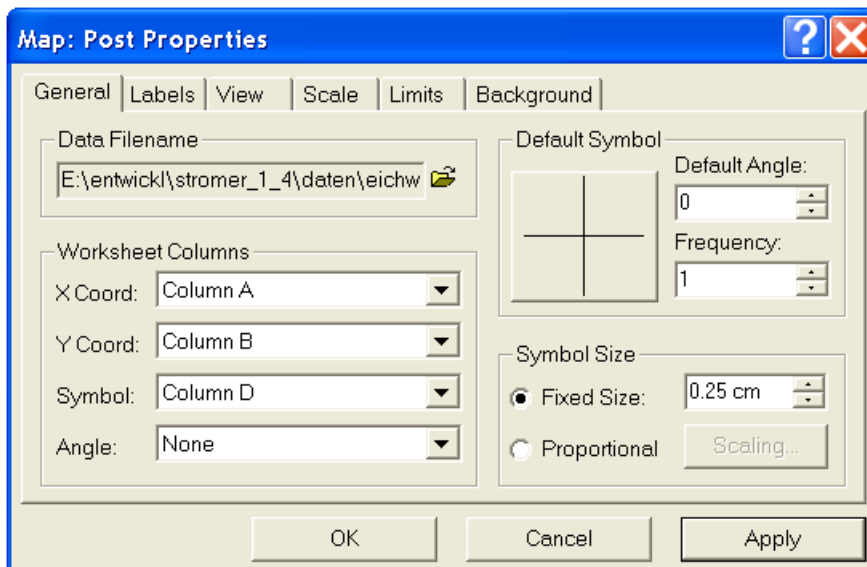 Map: Post Properties
General Labels View Scale Limits Background
Data Filename
E:\entwickl\stromer_1_4\daten\eichw
Worksheet Columns
X Coord: Column A
Y Coord: Column B
Symbol: Column D
Angle: None
Default Symbol
Default Angle:
0
Frequency:
1
Symbol Size
Fixed Size: 0.25 cm
Proportional Scaling...
OK Cancel Apply